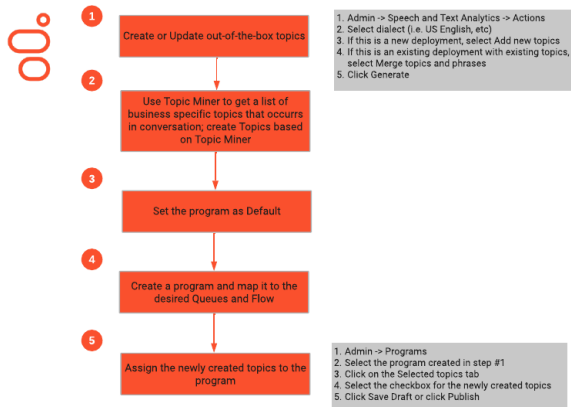 1
Create or Update out-of-the-box topics
1. Admin -> Speech and Text Analytics -> Actions
2. Select dialect (i.e. US English, etc)
3. If this is a new deployment, select Add new topics
4. If this is an existing deployment with existing topics,
select Merge topics and phrases
5. Click Generate
2
Use Topic Miner to get a list of
business specific topics that occurrs
in conversation; create Topics based
on Topic Miner
3
Set the program as Default
4
Create a program and map it to the
desired Queues and Flow
5
Assign the newly created topics to the
program
1. Admin -> Programs
2. Select the program created in step #1
3. Click on the Selected topics tab
4. Select the checkbox for the newly created topics
5. Click Save Draft or click Publish